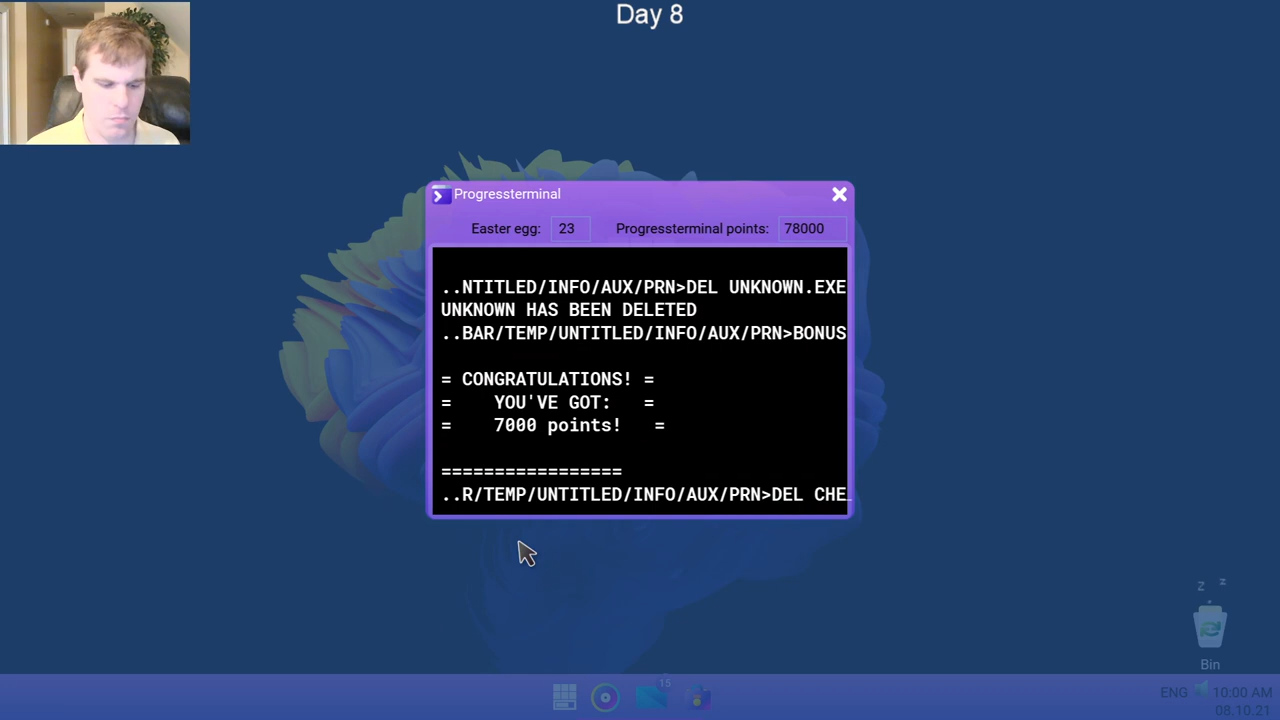 Day 8
Progressterminal
Easter egg: 23 Progressterminal points: 78000
..NTITLED/INFO/AUX/PRN>DEL UNKNOWN.EXE
UNKNOWN HAS BEEN DELETED
..BAR/TEMP/UNTITLED/INFO/AUX/PRN>BONUS
= CONGRATULATIONS! =
= YOU'VE GOT: =
= 7000 points! =
=================
..R/TEMP/UNTITLED/INFO/AUX/PRN>DEL CHE_
z z
Bin
15
ENG 10:00 AM
08.10.21